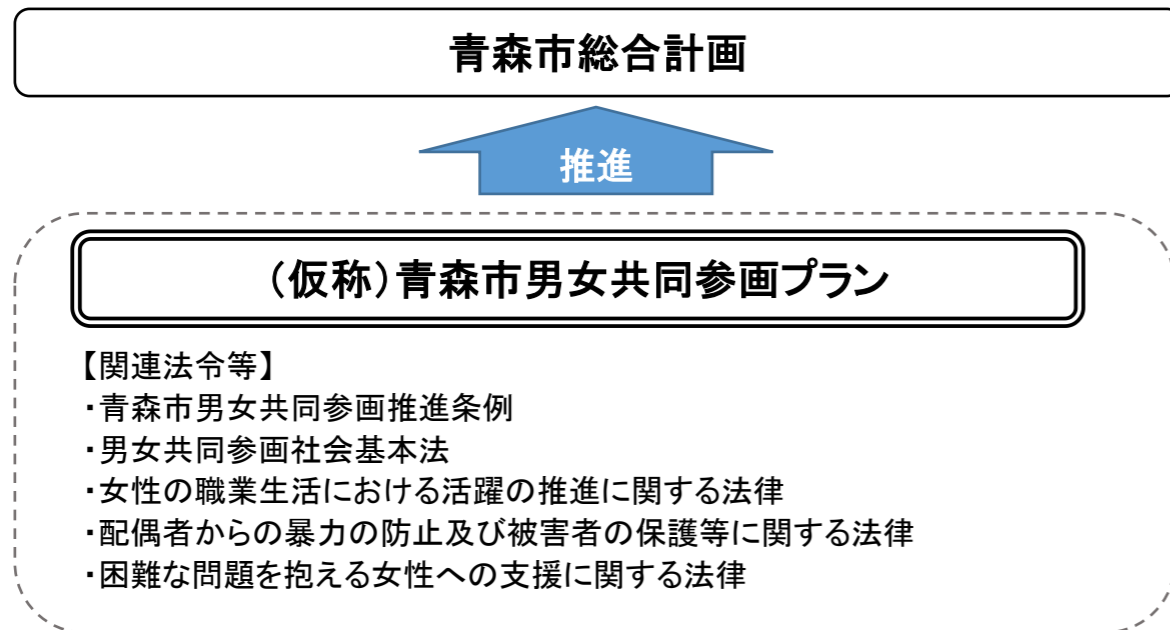 青森市総合計画
推進
（仮称）青森市男女共同参画プラン
【関連法令等】
・青森市男女共同参画推進条例
・男女共同参画社会基本法
・女性の職業生活における活躍の推進に関する法律
・配偶者からの暴力の防止及び被害者の保護等に関する法律
・困難な問題を抱える女性への支援に関する法律